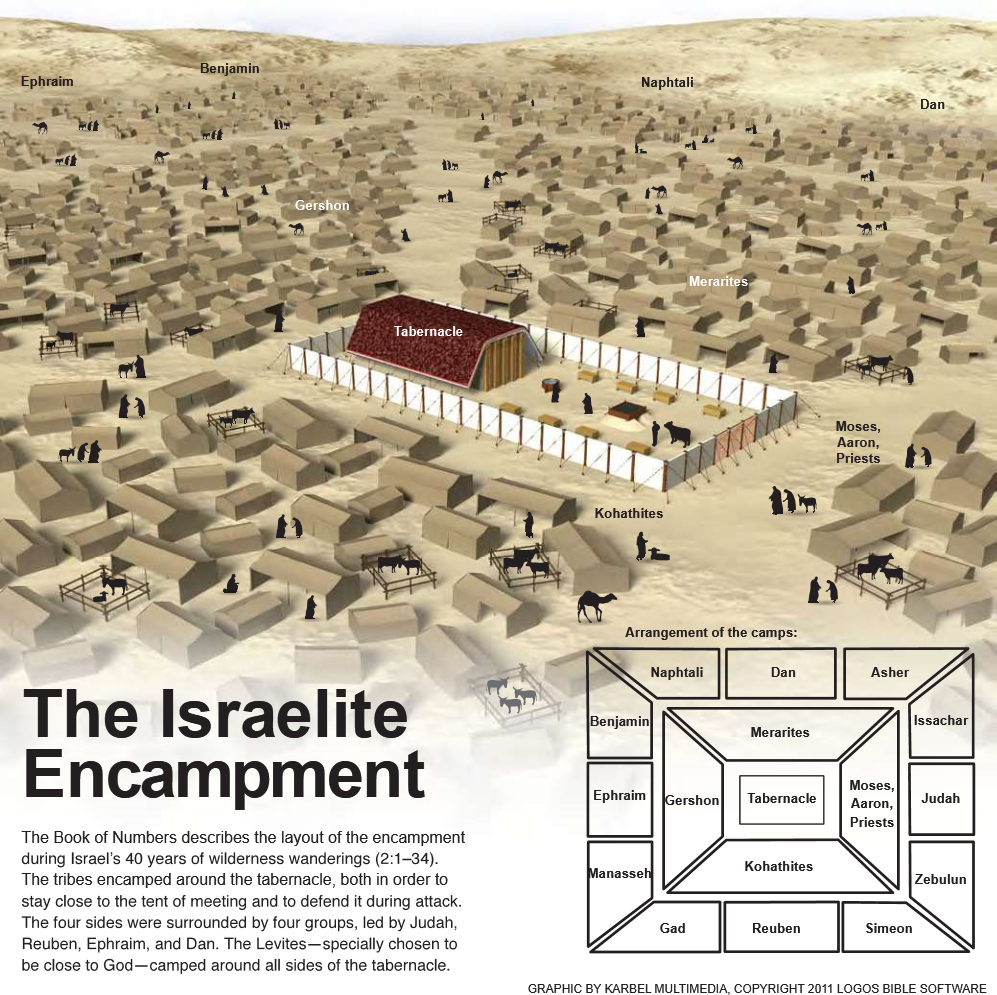 Benjamin
Ephraim
Naphtali
Dan
Gershon
Merarites
Tabernacle
Moses,
Aaron,
Priests
Kohathites
Arrangement of the camps:
Naphtali
Dan
Asher
Benjamin
Issachar
Merarites
Ephraim
Gershon
Tabernacle
Moses,
Aaron,
Priests
Judah
Manasseh
Kohathites
Zebulun
Gad
Reuben
Simeon
The Israelite
Encampment
The Book of Numbers describes the layout of the encampment
during Israel's 40 years of wilderness wanderings (2:1–34).
The tribes encamped around the tabernacle, both in order to
stay close to the tent of meeting and to defend it during attack.
The four sides were surrounded by four groups, led by Judah,
Reuben, Ephraim, and Dan. The Levites—specially chosen to
be close to God—camped around all sides of the tabernacle.
GRAPHIC BY KARBEL MULTIMEDIA, COPYRIGHT 2011 LOGOS BIBLE SOFTWARE